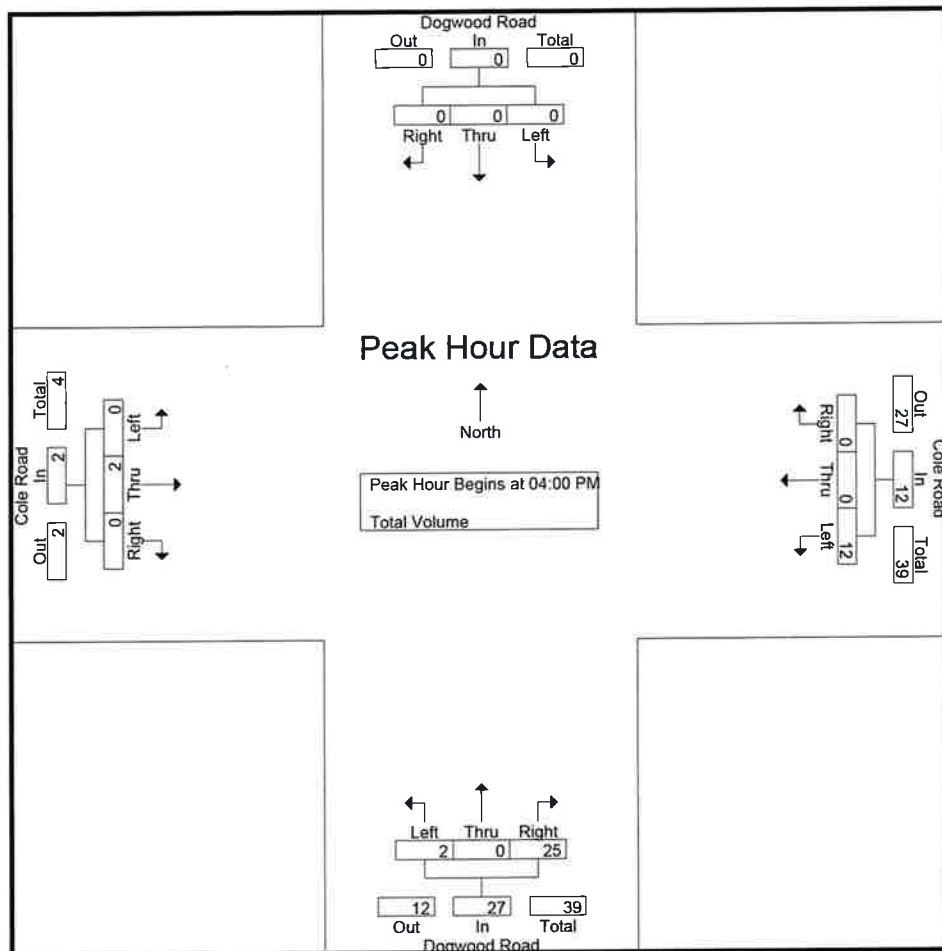 Dogwood Road
Out In Total
0 0 0
0 0 0
Right Thru Left
Peak Hour Data
North
Peak Hour Begins at 04:00 PM
Total Volume
Cole Road
Out In Total
2 2 4
0 2 0
Right Thru Left
Cole Road
Out In Total
27 12 39
0 0 12
Right Thru Left
Left Thru Right
2 0 25
12 27 39
Out In Total
Dogwood Road